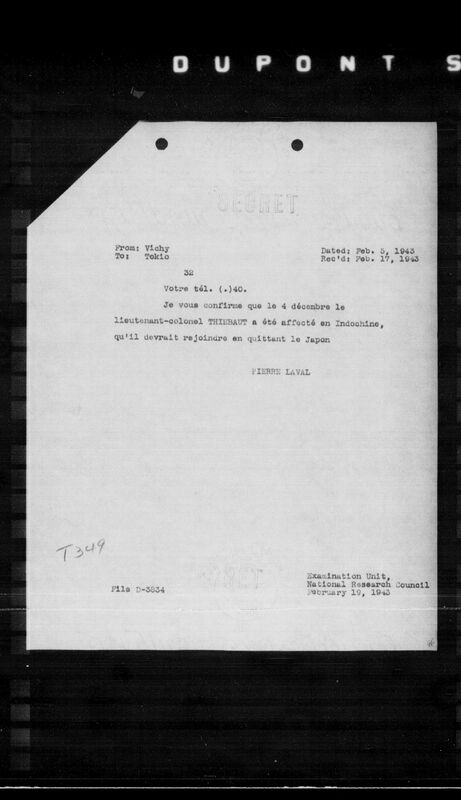 DUPONT S
SECRET
From: Vichy
To: Tokio
Dated: Feb. 5, 1943
Rec'd: Feb. 17, 1943
32
Votre tél. (.)40.
Je vous confirme que le 4 décembre le
lieutenant-colonel THIEBAUT a été affecté en Indochine,
qu'il devrait rejoindre en quittant le Japon
PIERRE LAVAL
T349
File D-3834
Examination Unit,
National Research Council
February 19, 1943